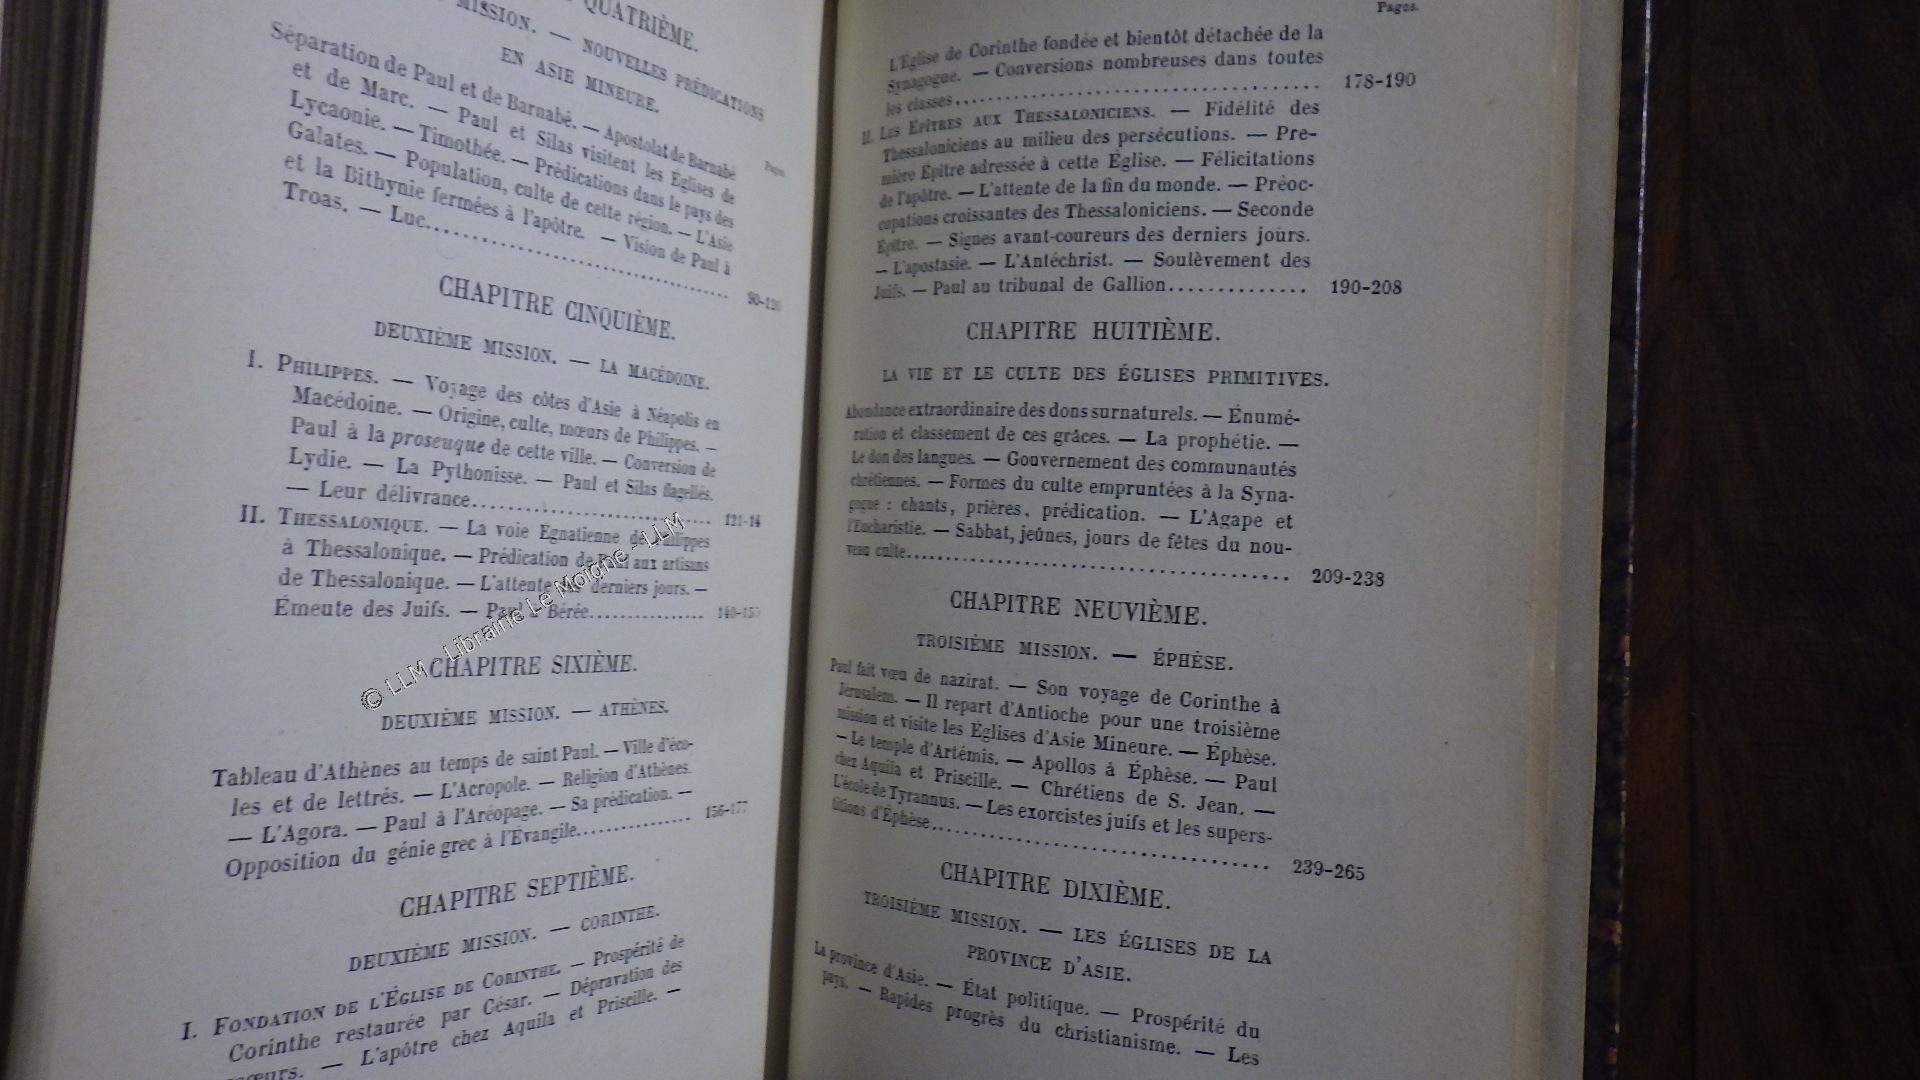 QUATRIÈME.
MISSION. — NOUVELLES PRÉDICATIONS
EN ASIE MINEURE.
Pages
Séparation de Paul et de Barnabé. — Apostolat de Barnabé
et de Marc. — Paul et Silas visitent les Églises de
Lycaonie. — Timothée. — Prédications dans le pays des
Galates. — Population, culte de cette région. — L'Asie
et la Bithynie fermées à l'apôtre. — Vision de Paul à
Troas. — Luc........................ 90-120
CHAPITRE CINQUIÈME.
DEUXIÈME MISSION. — LA MACÉDOINE.
I. PHILIPPES. — Voyage des côtes d'Asie à Néapolis en
Macédoine. — Origine, culte, mœurs de Philippes. —
Paul à la proseuque de cette ville. — Conversion de
Lydie. — La Pythonisse. — Paul et Silas flagellés.
— Leur délivrance........................ 121-14
II. THESSALONIQUE. — La voie Égnatienne de Philippes
à Thessalonique. — Prédication de Paul aux artisans
de Thessalonique. — L'attente des derniers jours. —
Émeute des Juifs. — Paul à Bérée............... 140-155
CHAPITRE SIXIÈME.
DEUXIÈME MISSION. — ATHÈNES.
Tableau d'Athènes au temps de saint Paul. — Ville d'éco-
les et de lettrés. — L'Acropole. — Religion d'Athènes.
— L'Agora. — Paul à l'Aréopage. — Sa prédication. —
Opposition du génie grec à l'Évangile............... 156-177
CHAPITRE SEPTIÈME.
DEUXIÈME MISSION. — CORINTHE.
I. FONDATION DE L'ÉGLISE DE CORINTHE. — Prospérité de
Corinthe restaurée par César. — Dépravation des
mœurs. — L'apôtre chez Aquila et Priscille. —
© LLM - Librairie Le Moigne - LLM
Pages.
L'Église de Corinthe fondée et bientôt détachée de la
Synagogue. — Conversions nombreuses dans toutes
les classes........................ 178-190
II. LES ÉPÎTRES AUX THESSALONICIENS. — Fidélité des
Thessaloniciens au milieu des persécutions. — Pre-
mière Épître adressée à cette Église. — Félicitations
de l'apôtre. — L'attente de la fin du monde. — Préoc-
cupations croissantes des Thessaloniciens. — Seconde
Épître. — Signes avant-coureurs des derniers jours.
— L'apostasie. — L'Antéchrist. — Soulèvement des
Juifs. — Paul au tribunal de Gallion.............. 190-208
CHAPITRE HUITIÈME.
LA VIE ET LE CULTE DES ÉGLISES PRIMITIVES.
Abondance extraordinaire des dons surnaturels. — Énumé-
ration et classement de ces grâces. — La prophétie. —
Le don des langues. — Gouvernement des communautés
chrétiennes. — Formes du culte empruntées à la Syna-
gogue : chants, prières, prédication. — L'Agape et
l'Eucharistie. — Sabbat, jeûnes, jours de fêtes du nou-
veau culte........................ 209-238
CHAPITRE NEUVIÈME.
TROISIÈME MISSION. — ÉPHÈSE.
Paul fait vœu de nazirat. — Son voyage de Corinthe à
Jérusalem. — Il repart d'Antioche pour une troisième
mission et visite les Églises d'Asie Mineure. — Éphèse.
— Le temple d'Artémis. — Apollos à Éphèse. — Paul
chez Aquila et Priscille. — Chrétiens de S. Jean. —
L'école de Tyrannus. — Les exorcistes juifs et les supers-
titions d'Éphèse........................ 239-265
CHAPITRE DIXIÈME.
TROISIÈME MISSION. — LES ÉGLISES DE LA
PROVINCE D'ASIE.
La province d'Asie. — État politique. — Prospérité du
pays. — Rapides progrès du christianisme. — Les